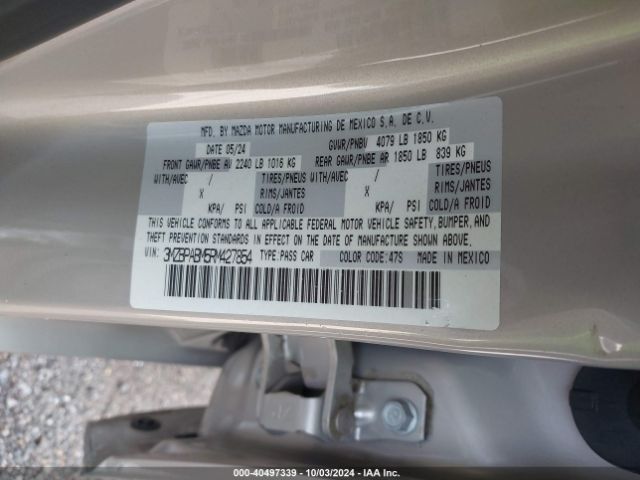 MFD. BY MAZDA MOTOR MANUFACTURING DE MEXICO S.A. DE C.V.
DATE 05/24 GVWR/PNBV 4079 LB 1850 KG
FRONT GAWR/PNBE AV 2240 LB 1016 KG REAR GAWR/PNBE AR 1850 LB 839 KG
WITH/AVEC / TIRES/PNEUS WITH/AVEC / TIRES/PNEUS
X RIMS/JANTES X RIMS/JANTES
KPA/ PSI COLD/A FROID KPA/ PSI COLD/A FROID
THIS VEHICLE CONFORMS TO ALL APPLICABLE FEDERAL MOTOR VEHICLE SAFETY, BUMPER, AND
THEFT PREVENTION STANDARDS IN EFFECT ON THE DATE OF MANUFACTURE SHOWN ABOVE.
VIN: 3MZBPABM5RM427854 TYPE: PASS CAR COLOR CODE: 47S MADE IN MEXICO
000-40497339 - 10/03/2024 - IAA Inc.